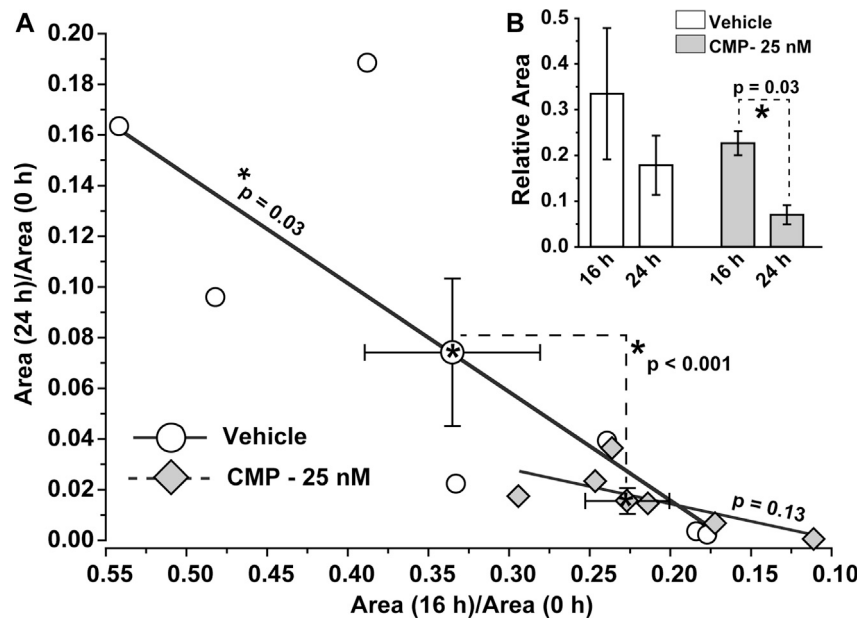 A
0.20
0.18
0.16
0.14
0.12
0.10
0.08
0.06
0.04
0.02
0.00
Area (24 h)/Area (0 h)
0.55
0.50
0.45
0.40
0.35
0.30
0.25
0.20
0.15
0.10
Area (16 h)/Area (0 h)
*
p = 0.03
*
*
p < 0.001
*
p = 0.13
Vehicle
CMP - 25 nM
B
Vehicle
CMP- 25 nM
0.5
0.4
0.3
0.2
0.1
0.0
Relative Area
p = 0.03
*
16 h
24 h
16 h
24 h